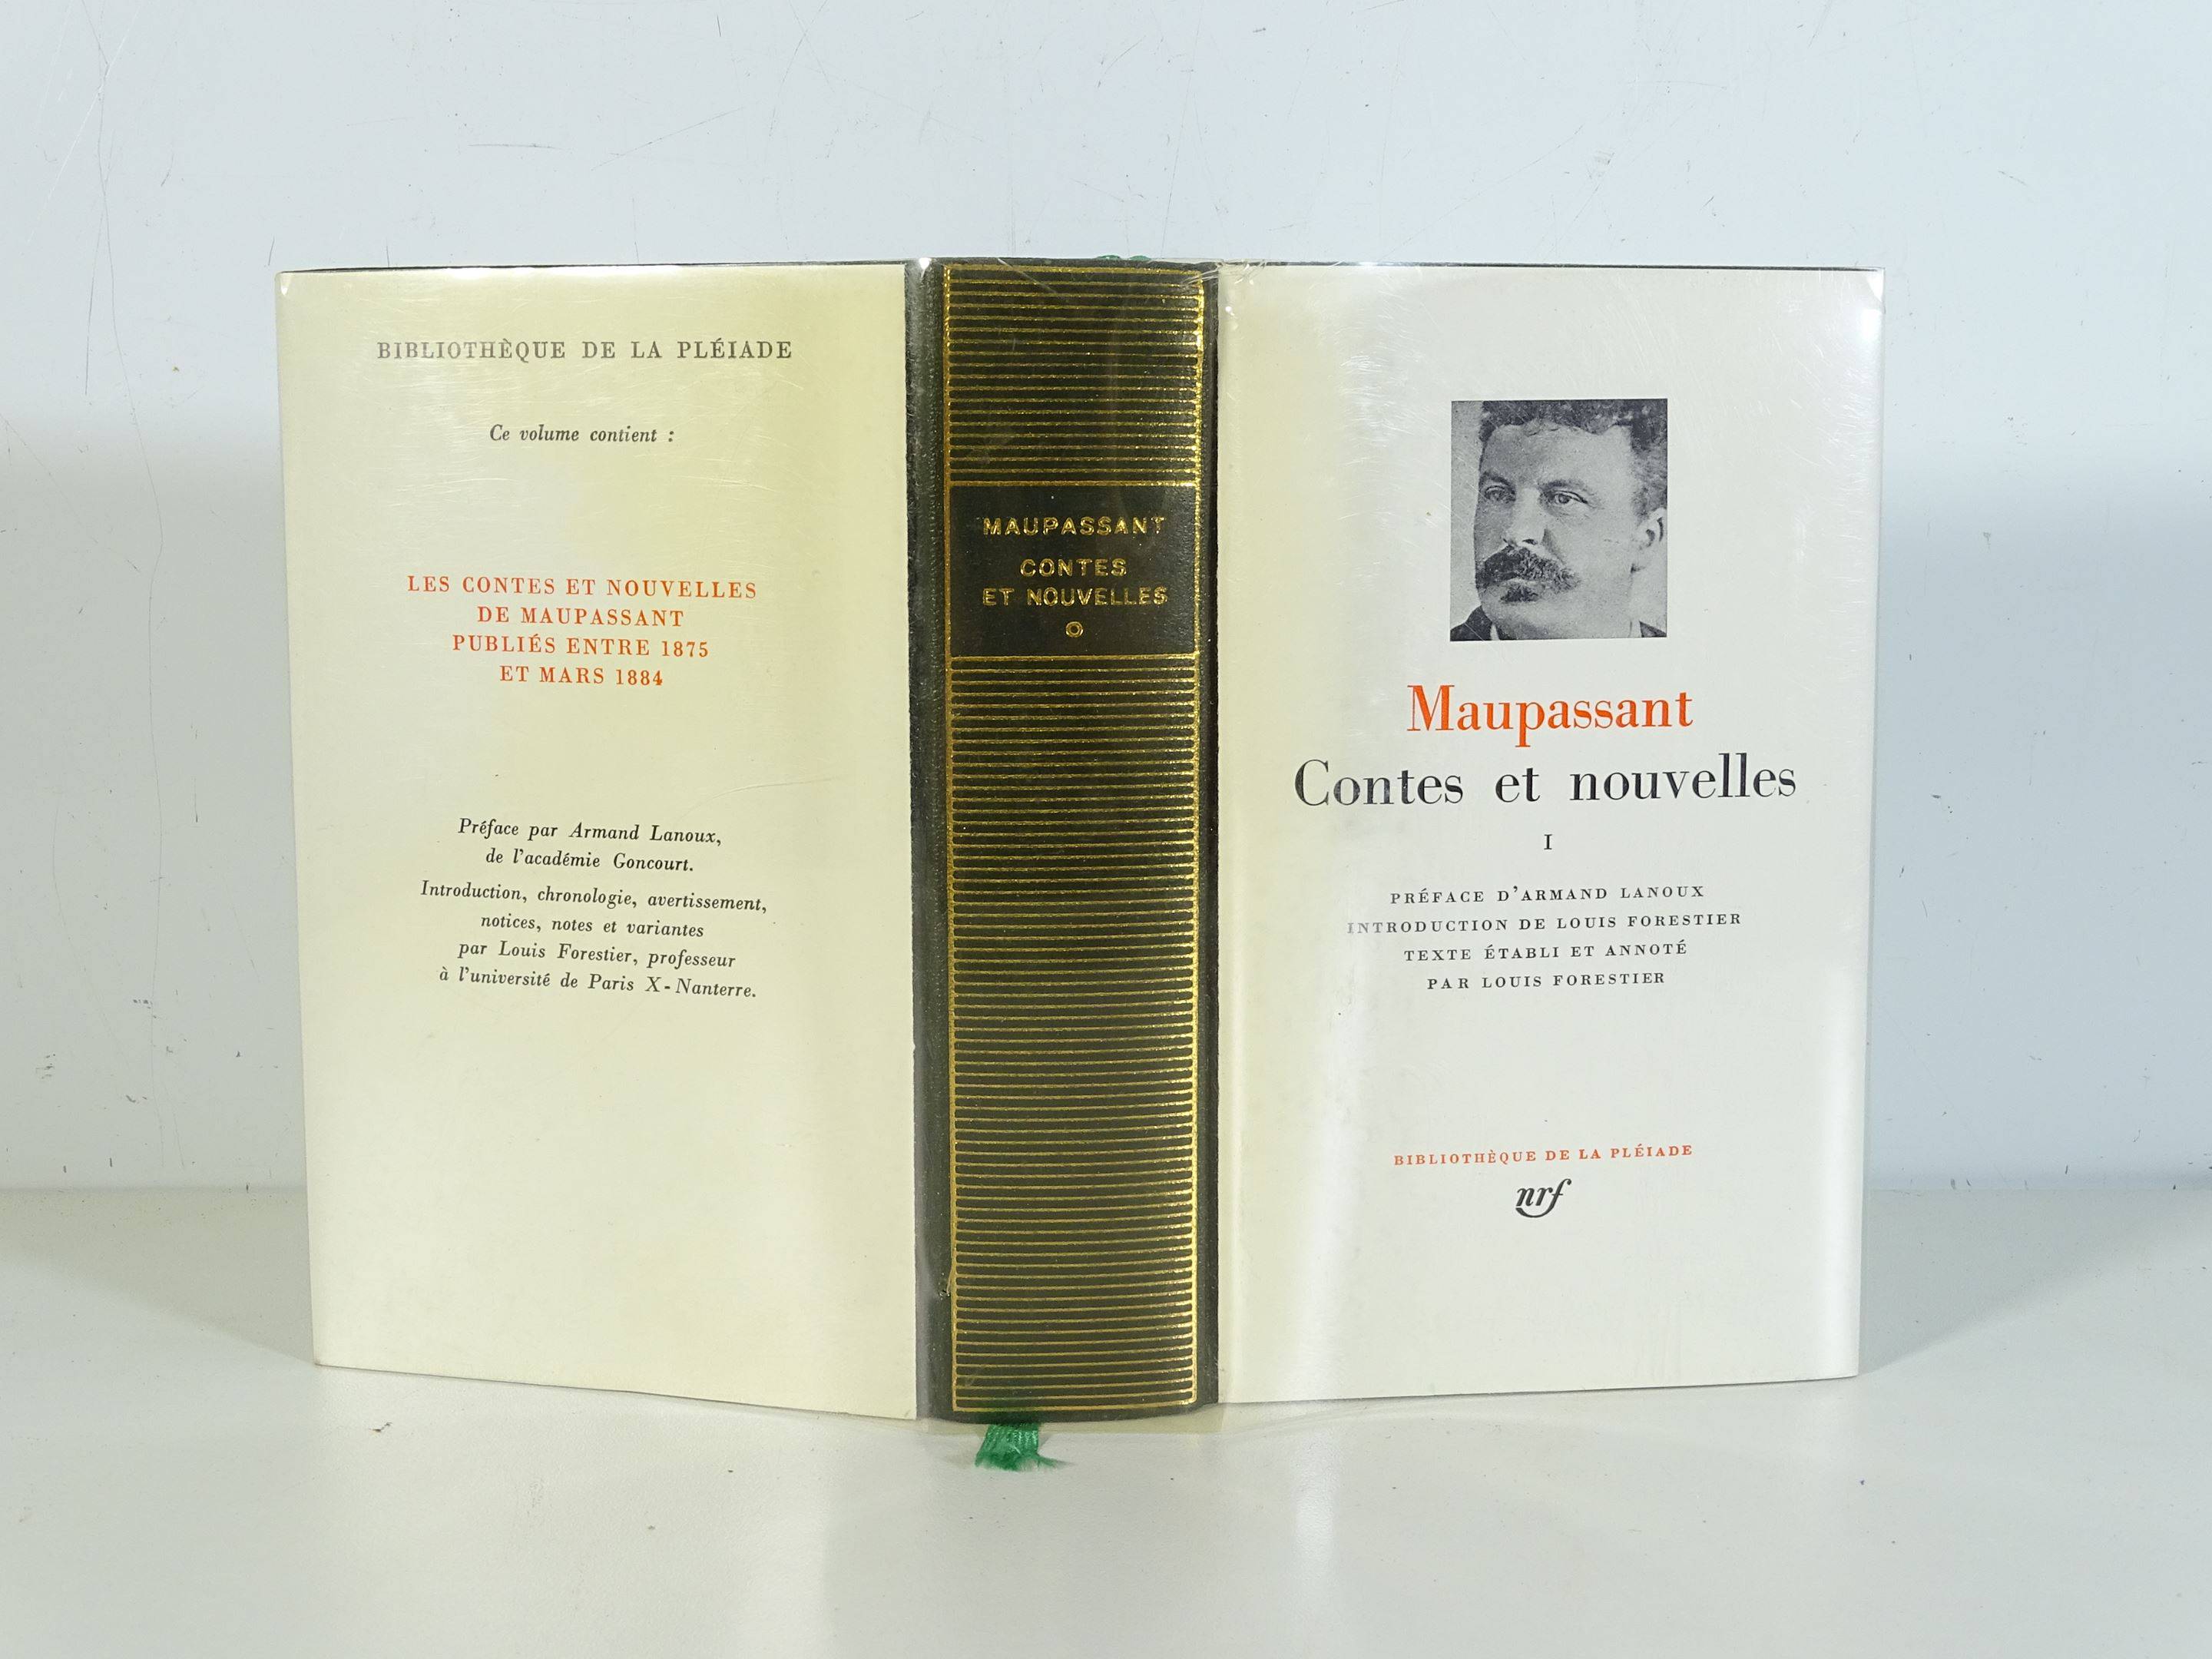 BIBLIOTHÈQUE DE LA PLÉIADE
Ce volume contient :
LES CONTES ET NOUVELLES
DE MAUPASSANT
PUBLIÉS ENTRE 1875
ET MARS 1884
Préface par Armand Lanoux,
de l'académie Goncourt.
Introduction, chronologie, avertissement,
notices, notes et variantes
par Louis Forestier, professeur
à l'université de Paris X-Nanterre.
MAUPASSANT
CONTES
ET NOUVELLES
Maupassant
Contes et nouvelles
I
PRÉFACE D'ARMAND LANOUX
INTRODUCTION DE LOUIS FORESTIER
TEXTE ÉTABLI ET ANNOTÉ
PAR LOUIS FORESTIER
BIBLIOTHÈQUE DE LA PLÉIADE
nrf